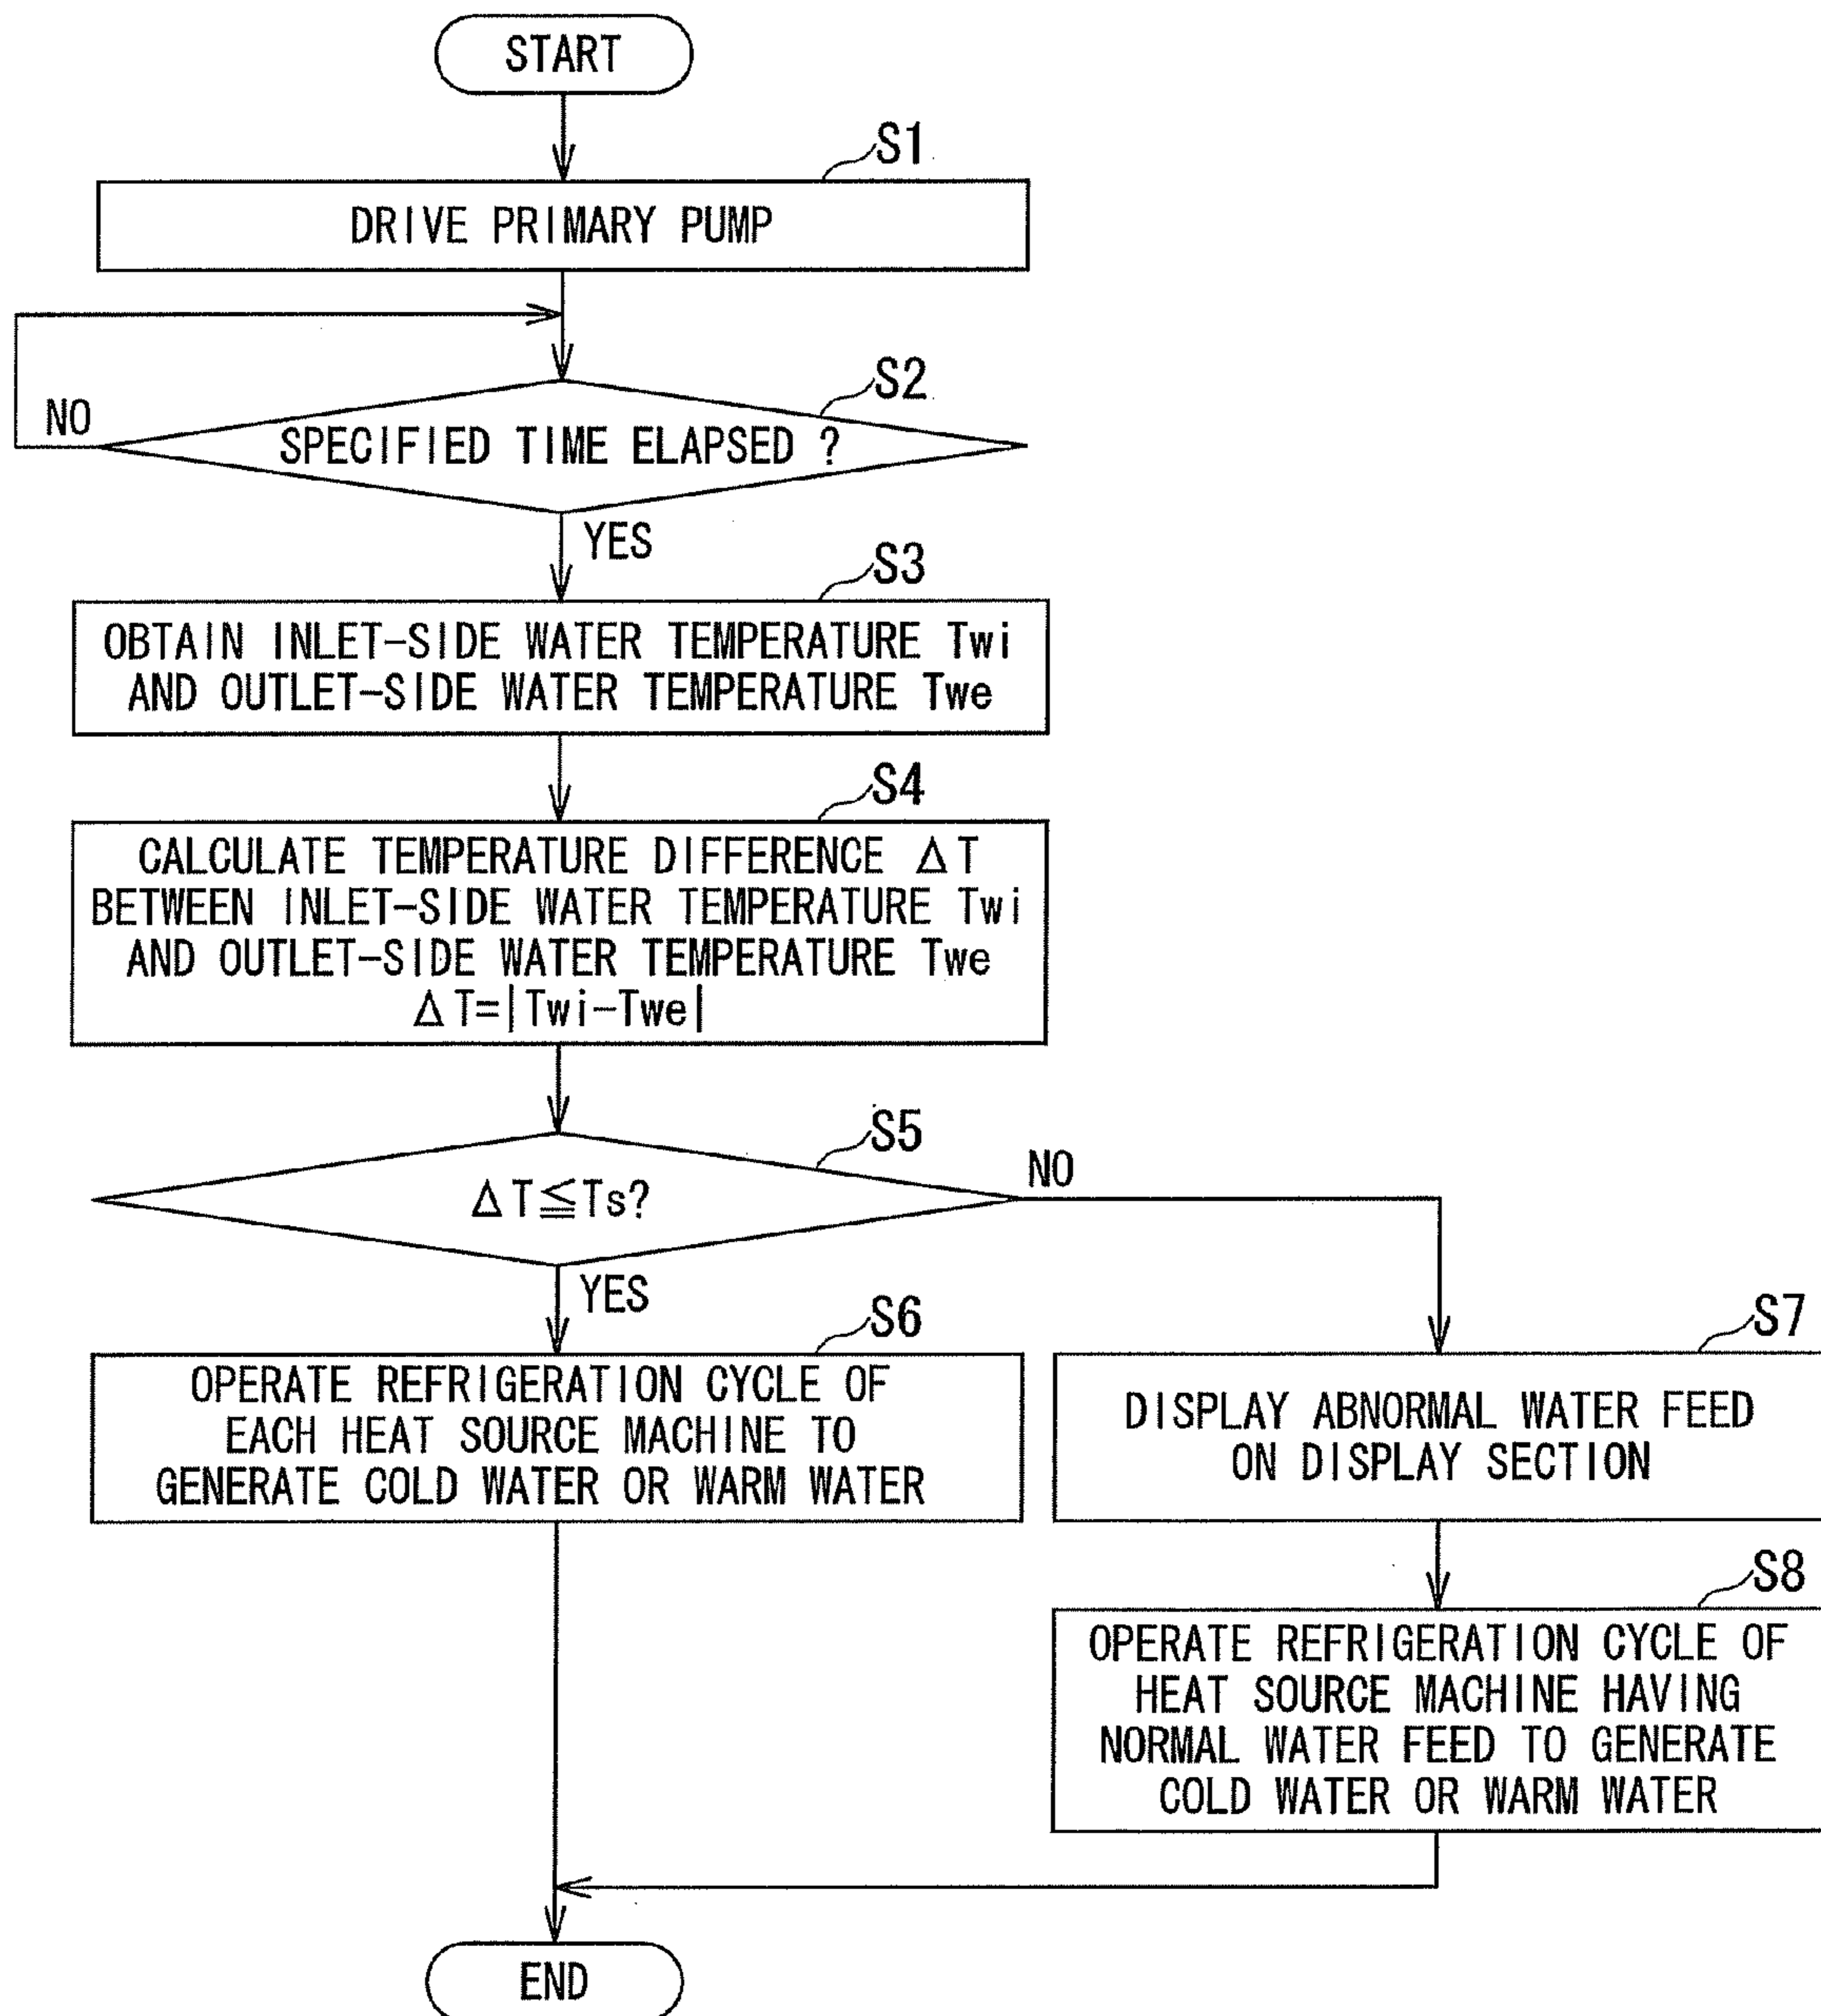 START
S1
DRIVE PRIMARY PUMP
S2
NO
SPECIFIED TIME ELAPSED ?
YES
S3
OBTAIN INLET-SIDE WATER TEMPERATURE Twi
AND OUTLET-SIDE WATER TEMPERATURE Twe
S4
CALCULATE TEMPERATURE DIFFERENCE ΔT
BETWEEN INLET-SIDE WATER TEMPERATURE Twi
AND OUTLET-SIDE WATER TEMPERATURE Twe
ΔT=|Twi-Twe|
S5
NO
ΔT≦Ts?
YES
S6
OPERATE REFRIGERATION CYCLE OF
EACH HEAT SOURCE MACHINE TO
GENERATE COLD WATER OR WARM WATER
S7
DISPLAY ABNORMAL WATER FEED
ON DISPLAY SECTION
S8
OPERATE REFRIGERATION CYCLE OF
HEAT SOURCE MACHINE HAVING
NORMAL WATER FEED TO GENERATE
COLD WATER OR WARM WATER
END